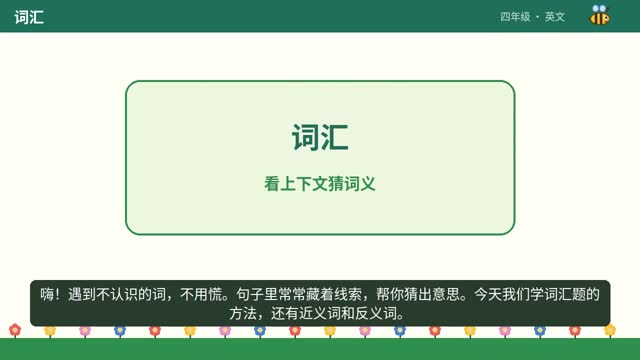 词汇
四年级 · 英文
词汇
看上下文猜词义
嗨！遇到不认识的词，不用慌。句子里常常藏着线索，帮你猜出意思。今天我们学词汇题的
方法，还有近义词和反义词。